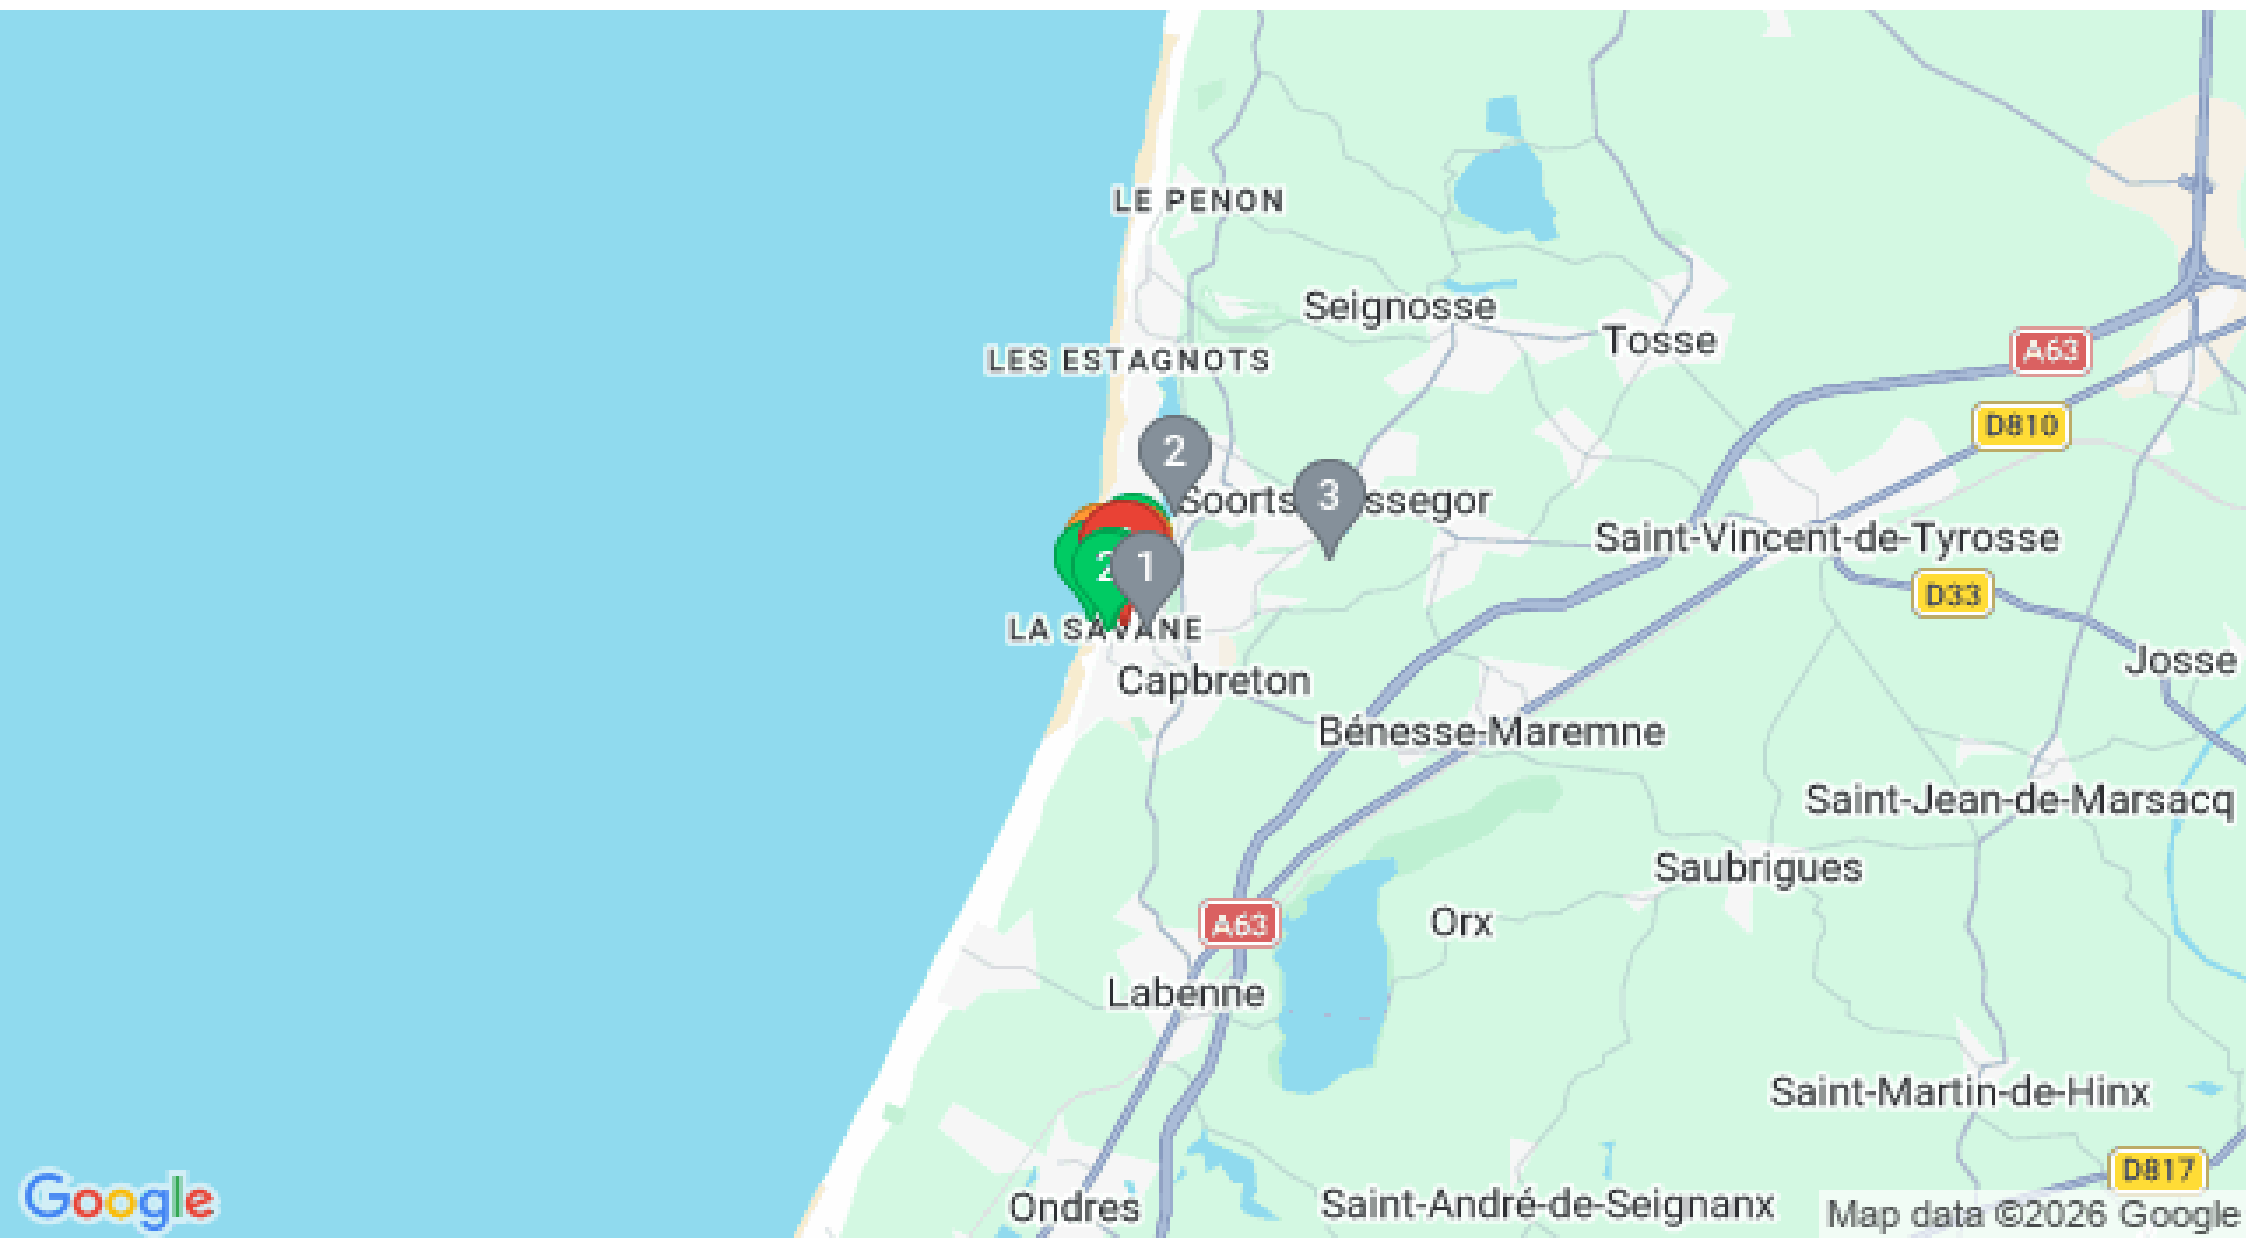 LE PENON
Seignosse
Tosse
LES ESTAGNOTS
A63
D810
2
3
Saint-Vincent-de-Tyrosse
2
1
D33
LA SAVANE
Capbreton
Josse
Bénesse-Maremne
Saint-Jean-de-Marsacq
Saubrigues
A63
Orx
Labenne
Saint-Martin-de-Hinx
D817
Google
Ondres
Saint-André-de-Seignanx
Map data ©2026 Google